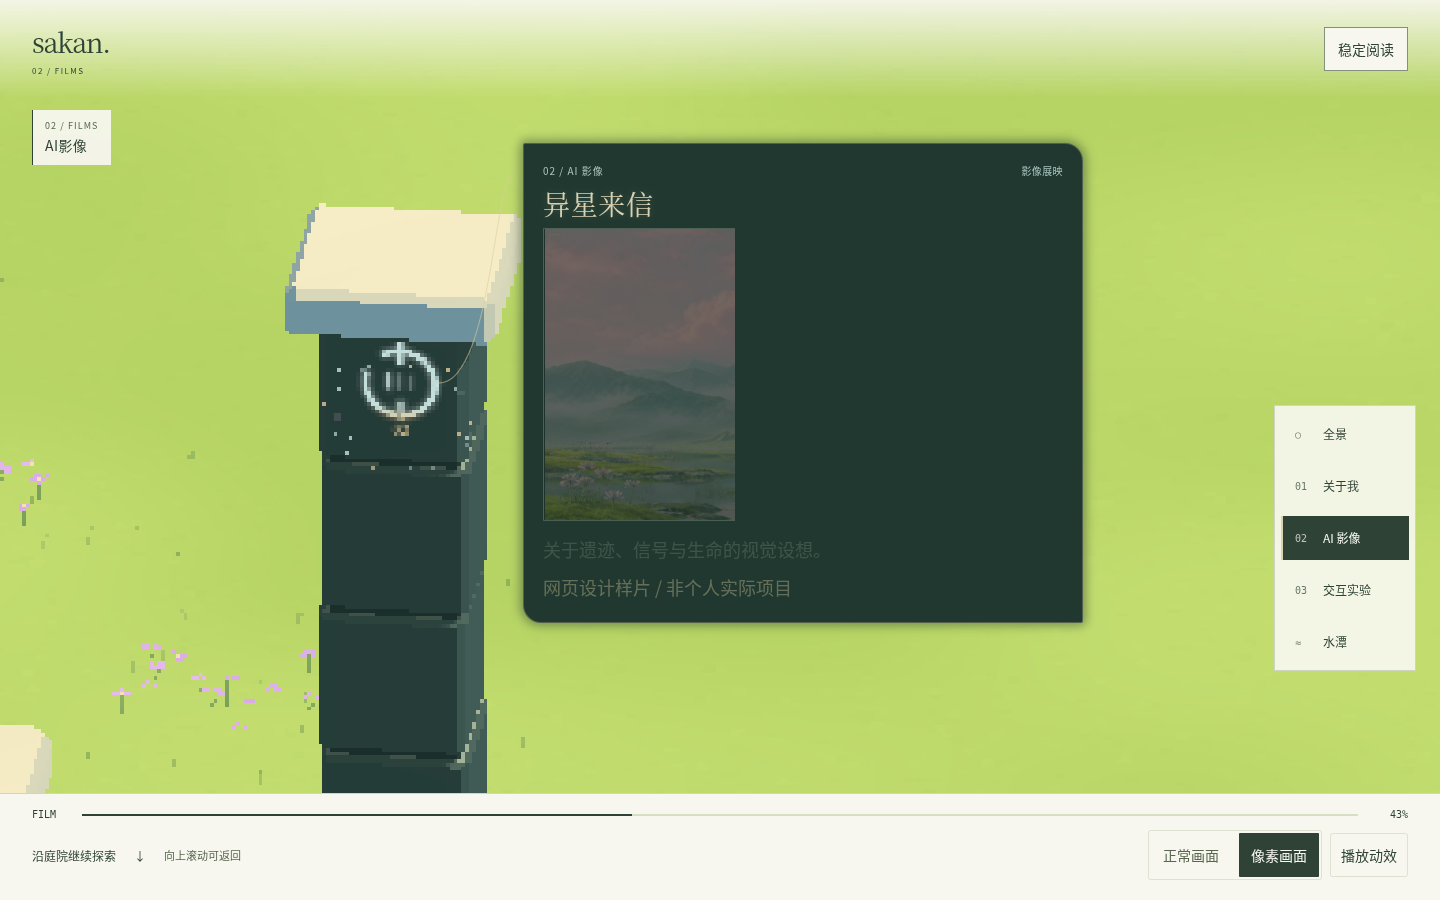 sakan.
02 / FILMS
稳定阅读
02 / FILMS
AI影像
02 / AI 影像
影像展映
异星来信
关于遗迹、信号与生命的视觉设想。
网页设计样片 / 非个人实际项目
○ 全景
01 关于我
02 AI 影像
03 交互实验
≈ 水潭
FILM
43%
沿庭院继续探索 ↓ 向上滚动可返回
正常画面
像素画面
播放动效